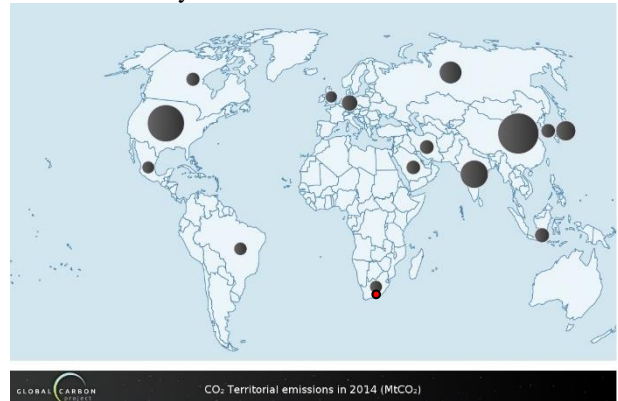 GLOBAL CARBON
project
CO₂ Territorial emissions in 2014 (MtCO₂)